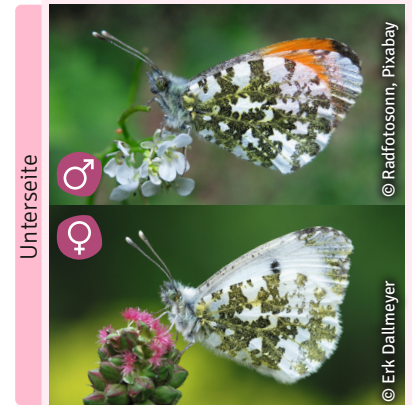 Unterseite
© Radfotosonn, Pixabay
♂
♀
© Erk Dallmeyer